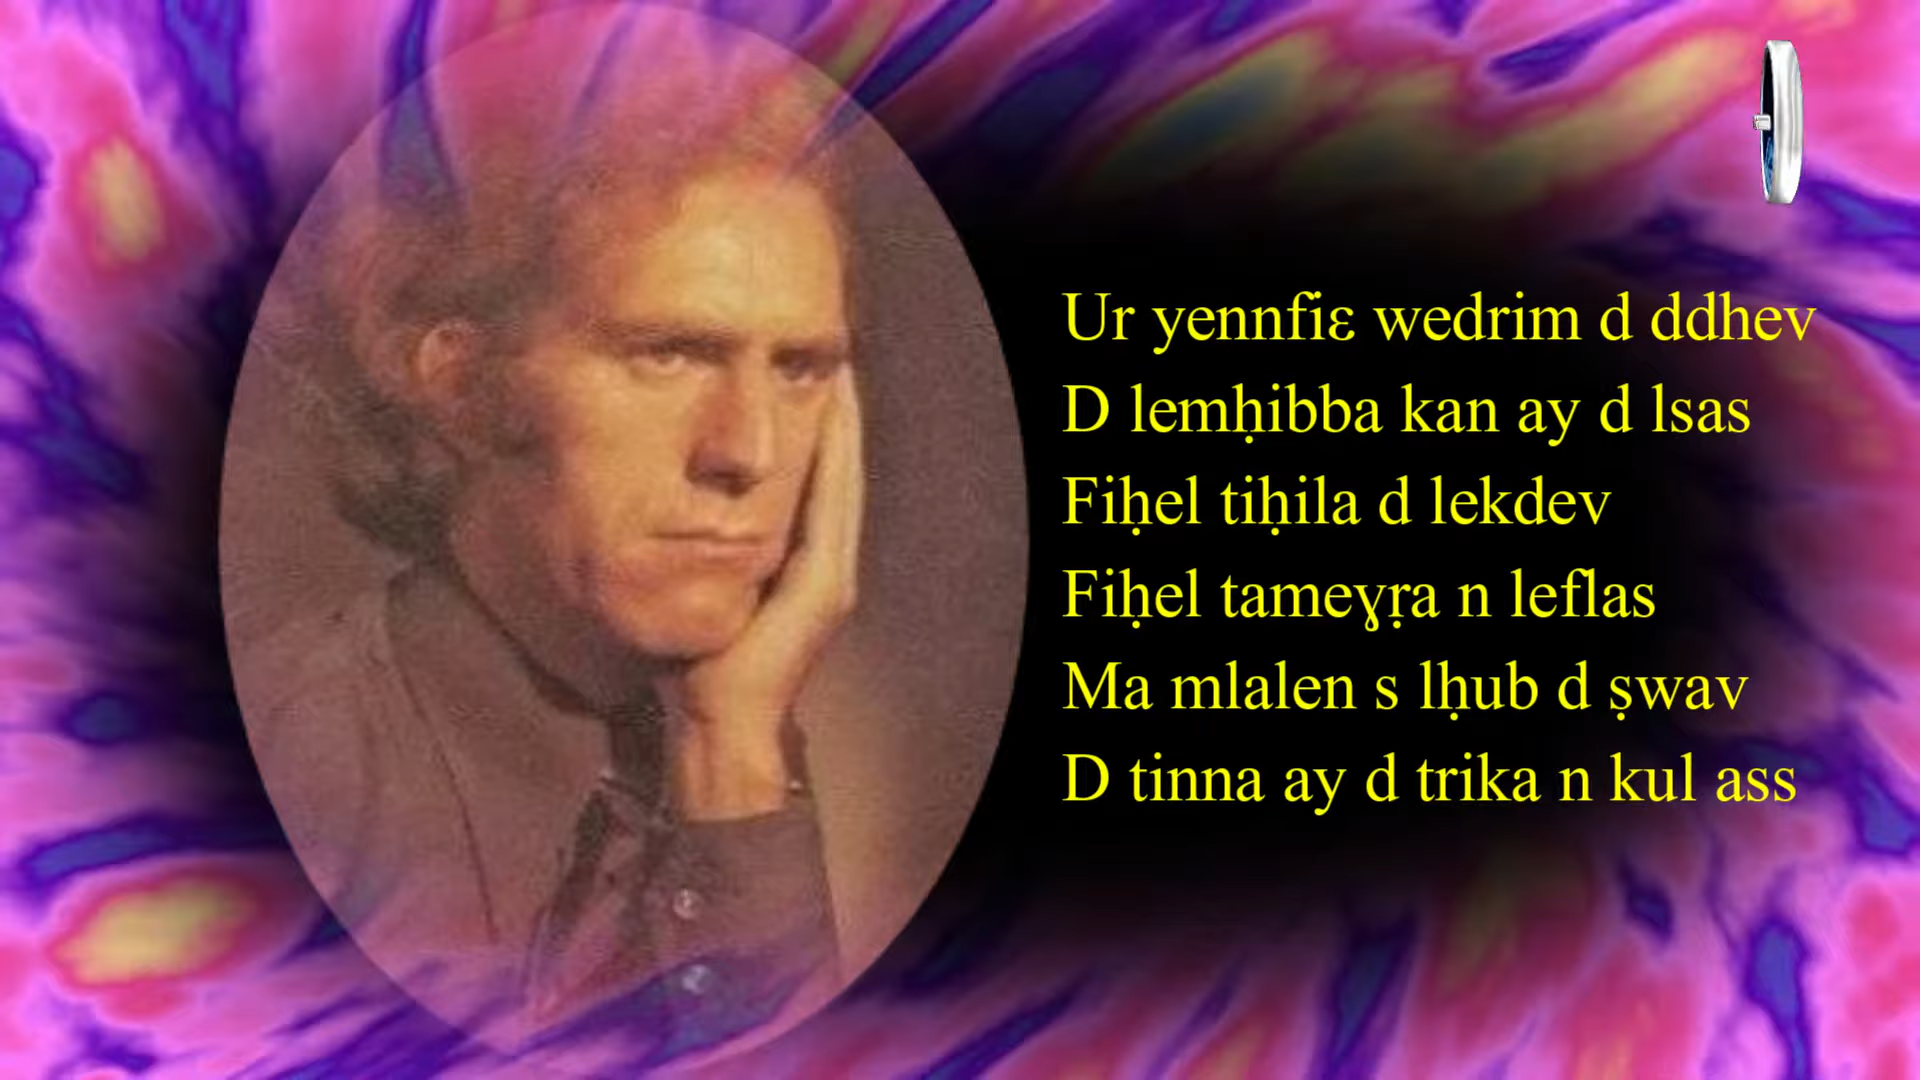 Ur yennfiɛ wedrim d ddhev
D lemḥibba kan ay d lsas
Fiḥel tiḥila d lekdev
Fiḥel tameɣṛa n leflas
Ma mlalen s lḥub d ṣwav
D tinna ay d trika n kul ass